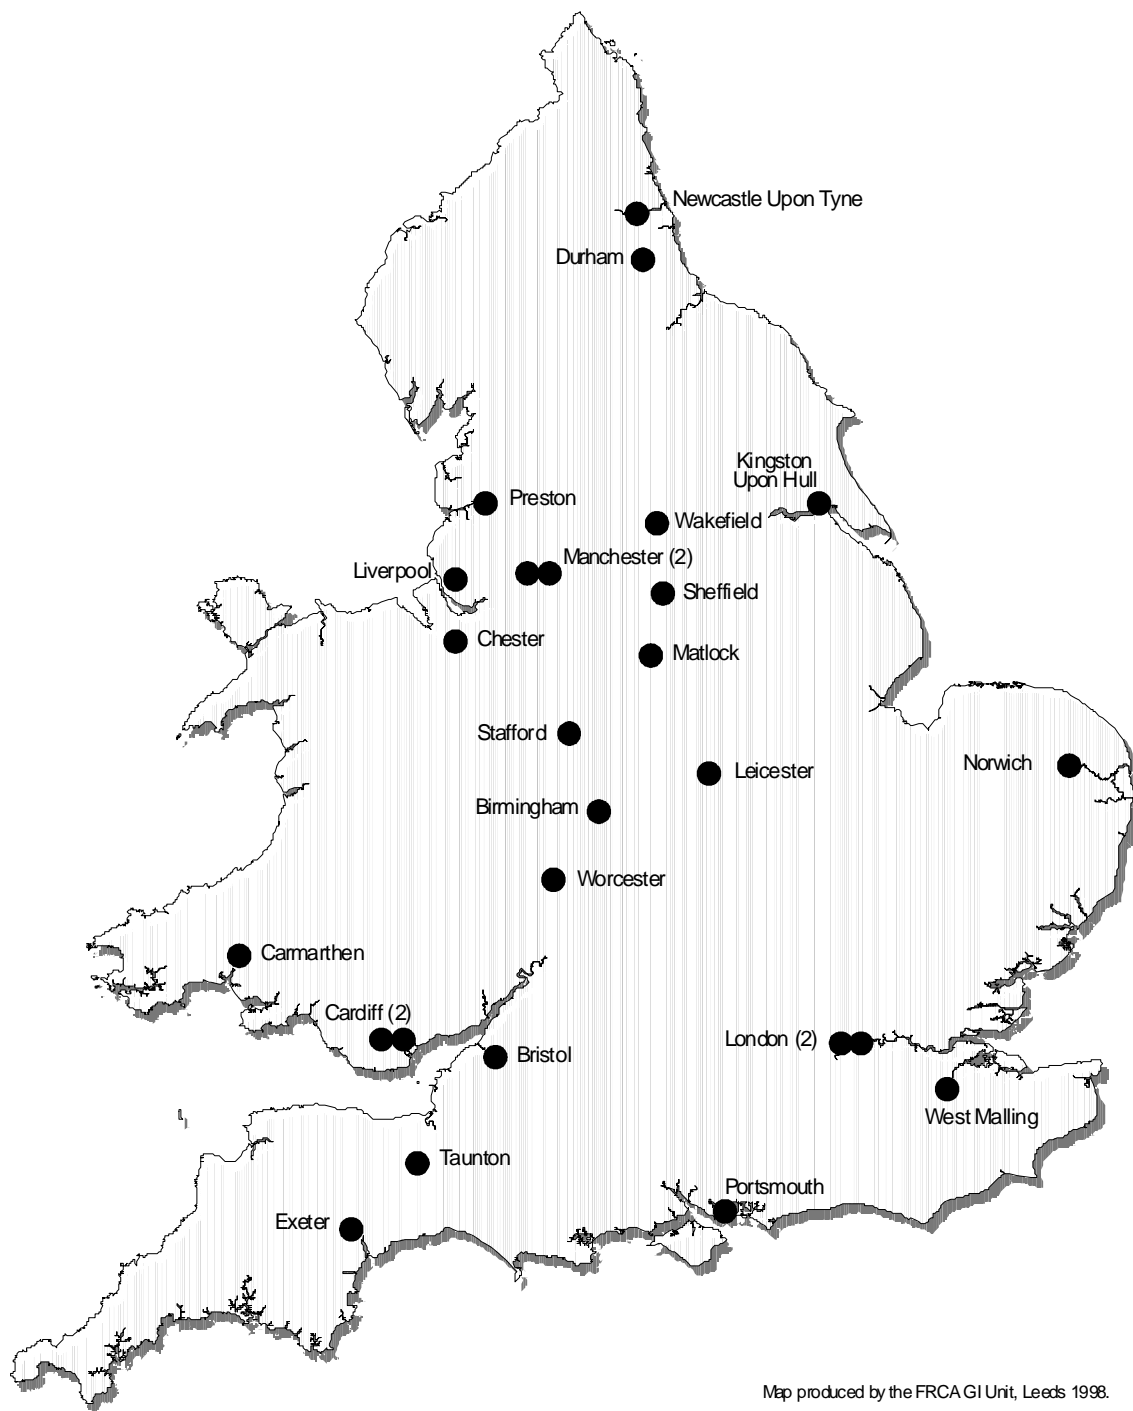 Newcastle Upon Tyne
Durham
Kingston
Upon Hull
Preston
Wakefield
Manchester (2)
Liverpool
Sheffield
Chester
Matlock
Stafford
Norwich
Leicester
Birmingham
Worcester
Carmarthen
Cardiff (2)
London (2)
Bristol
West Malling
Taunton
Portsmouth
Exeter
Map produced by the FRCA GI Unit, Leeds 1998.